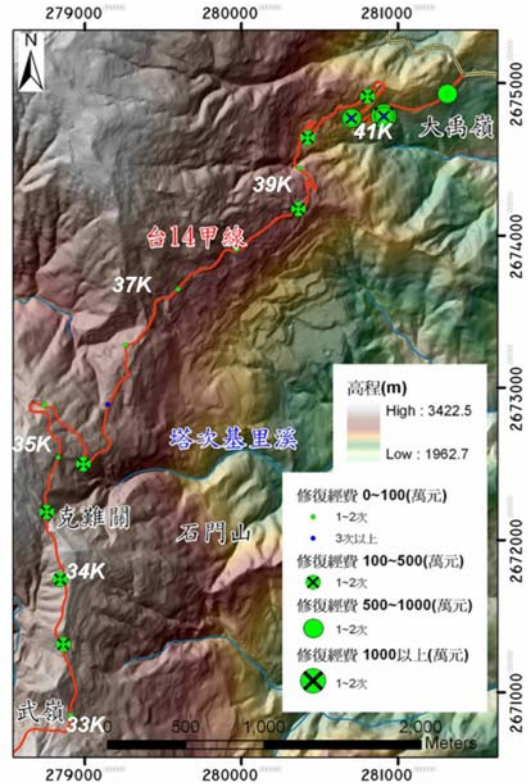 279000 280000 281000
N
2675000
大禹嶺
41K
39K
2674000
台14甲線
37K
2673000
高程(m)
High : 3422.5
Low : 1962.7
35K
塔次基里溪
修復經費 0~100(萬元)
1~2次
3次以上
克難關
石門山
2672000
修復經費 100~500(萬元)
1~2次
34K
修復經費 500~1000(萬元)
1~2次
修復經費 1000以上(萬元)
1~2次
武嶺
33K
2671000
0 500 1,000 2,000
Meters
279000 280000 281000